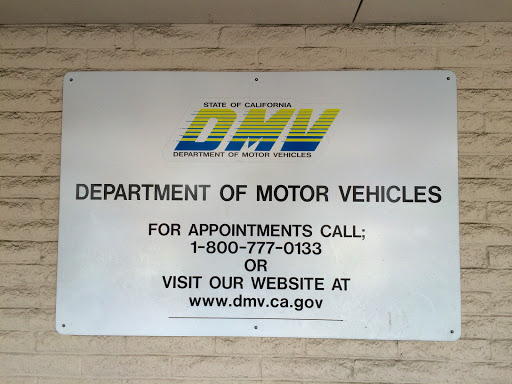 STATE OF CALIFORNIA
DMV
DEPARTMENT OF MOTOR VEHICLES
DEPARTMENT OF MOTOR VEHICLES
FOR APPOINTMENTS CALL;
1-800-777-0133
OR
VISIT OUR WEBSITE AT
www.dmv.ca.gov